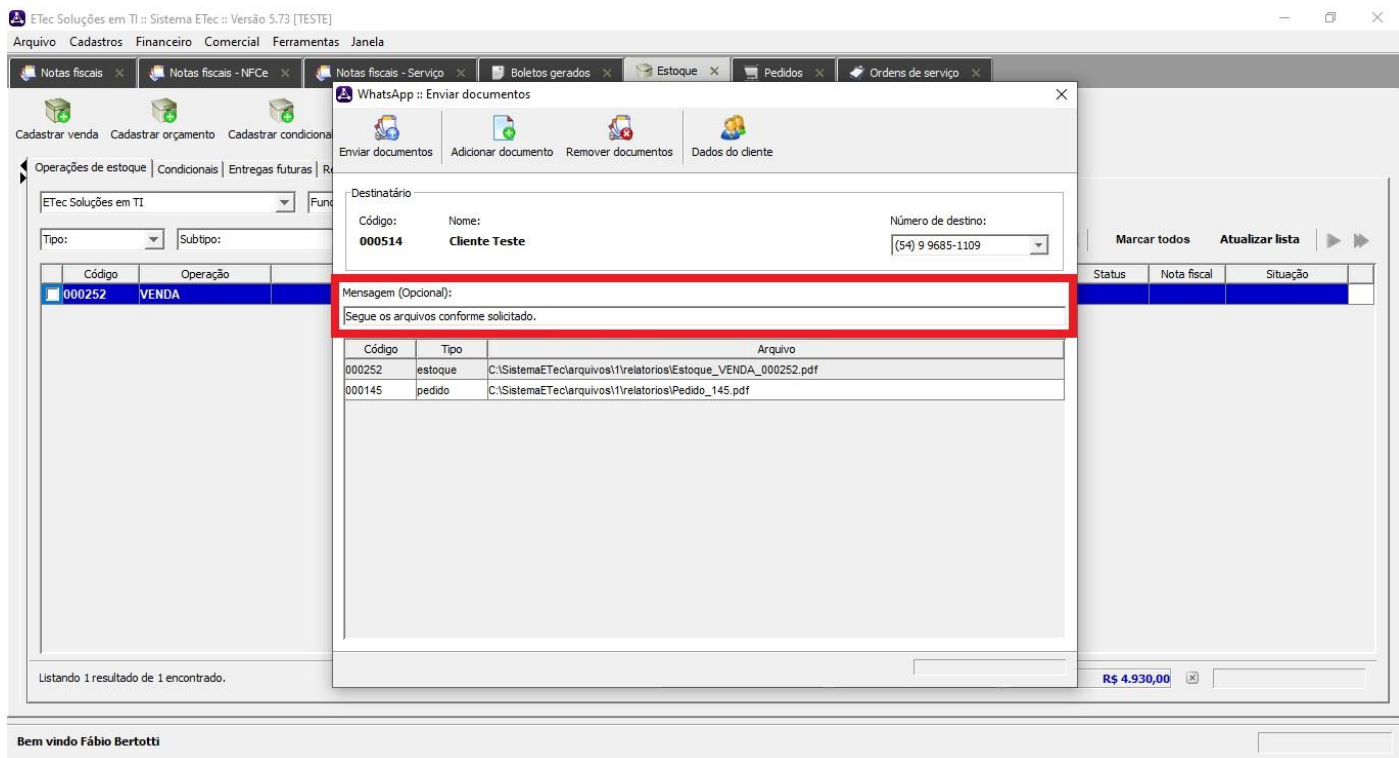 ETec Soluções em TI :: Sistema ETec :: Versão 5.73 [TESTE]
Arquivo Cadastros Financeiro Comercial Ferramentas Janela
Notas fiscais Notas fiscais - NFCe Notas fiscais - Serviço Boletos gerados Estoque Pedidos Ordens de serviço
WhatsApp :: Enviar documentos
Cadastrar venda Cadastrar orçamento Cadastrar condiciona
Enviar documentos Adicionar documento Remover documentos Dados do cliente
Operações de estoque Condicionais Entregas futuras
ETec Soluções em TI
Destinatário
Código: Nome: Número de destino:
000514 Cliente Teste (54) 9 9685-1109
Tipo: Subtipo: Marcar todos Atualizar lista
Código Operação Status Nota fiscal Situação
000252 VENDA
Mensagem (Opcional):
Segue os arquivos conforme solicitado.
Código Tipo Arquivo
000252 estoque C:\SistemaETec\arquivos\1\relatorios\Estoque_VENDA_000252.pdf
000145 pedido C:\SistemaETec\arquivos\1\relatorios\Pedido_145.pdf
Listando 1 resultado de 1 encontrado. R$ 4.930,00
Bem vindo Fábio Bertotti